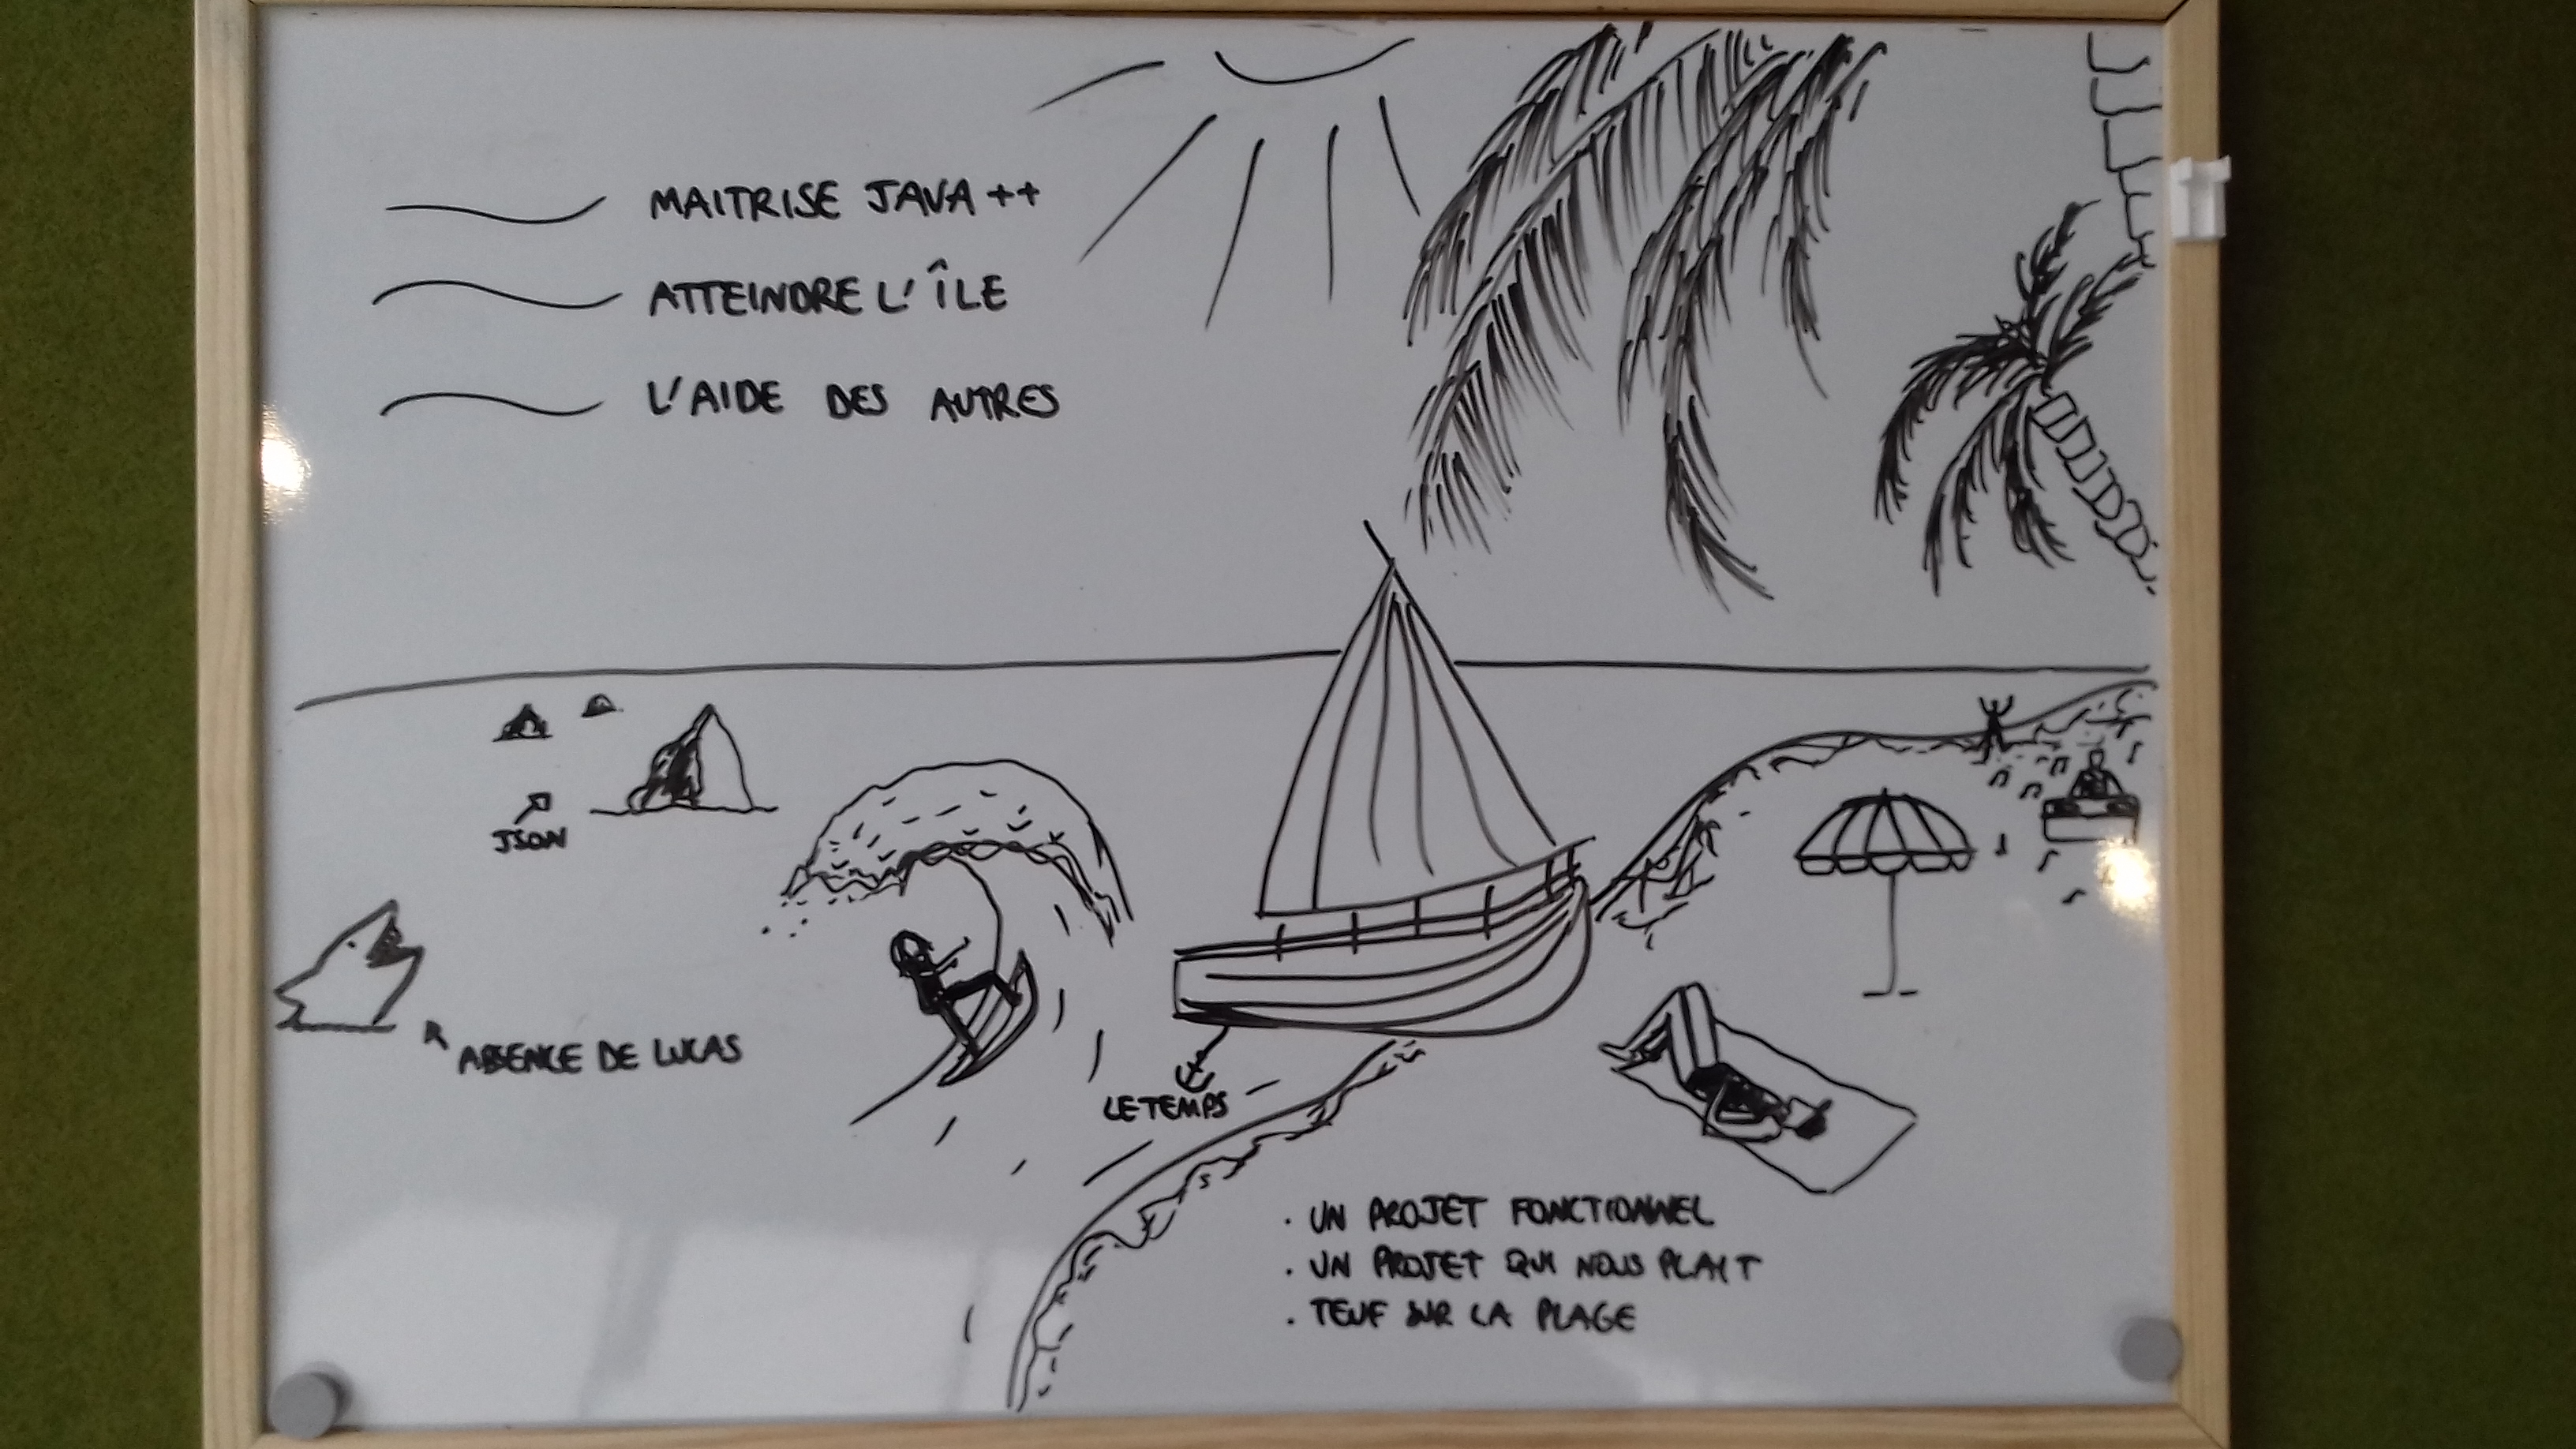 MAITRISE JAVA ++
ATTEINDRE L'ÎLE
L'AIDE DES AUTRES
JSON
ABSENCE DE LUCAS
LE TEMPS
. UN PROJET FONCTIONNEL
. UN PROJET QUI NOUS PLAIT
. TEUF SUR LA PLAGE